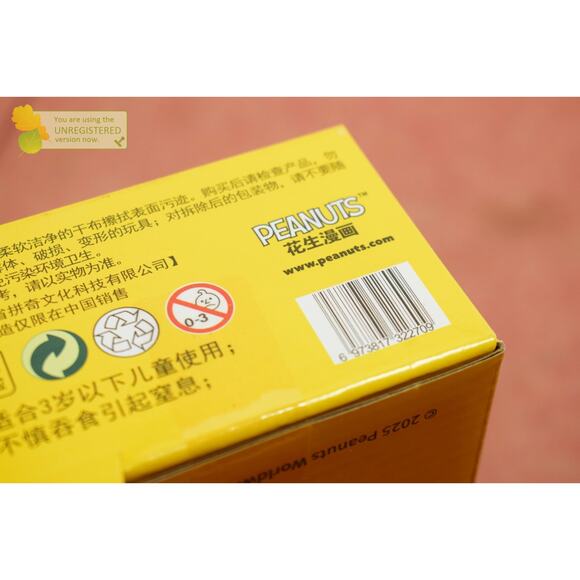 You are using the
UNREGISTERED
version now.
柔软洁净的干布擦拭表面污迹。购买后请检查产品，勿
破损、变形的玩具；对拆除后的包装物，请不要随
污染环境卫生。
考，请以实物为准。
拼奇文化科技有限公司】
造仅限在中国销售
PEANUTS™
花生漫画
www.peanuts.com
0-3
6 973817 322709
适合3岁以下儿童使用；
不慎吞食引起窒息。
© 2025 Peanuts Worldw